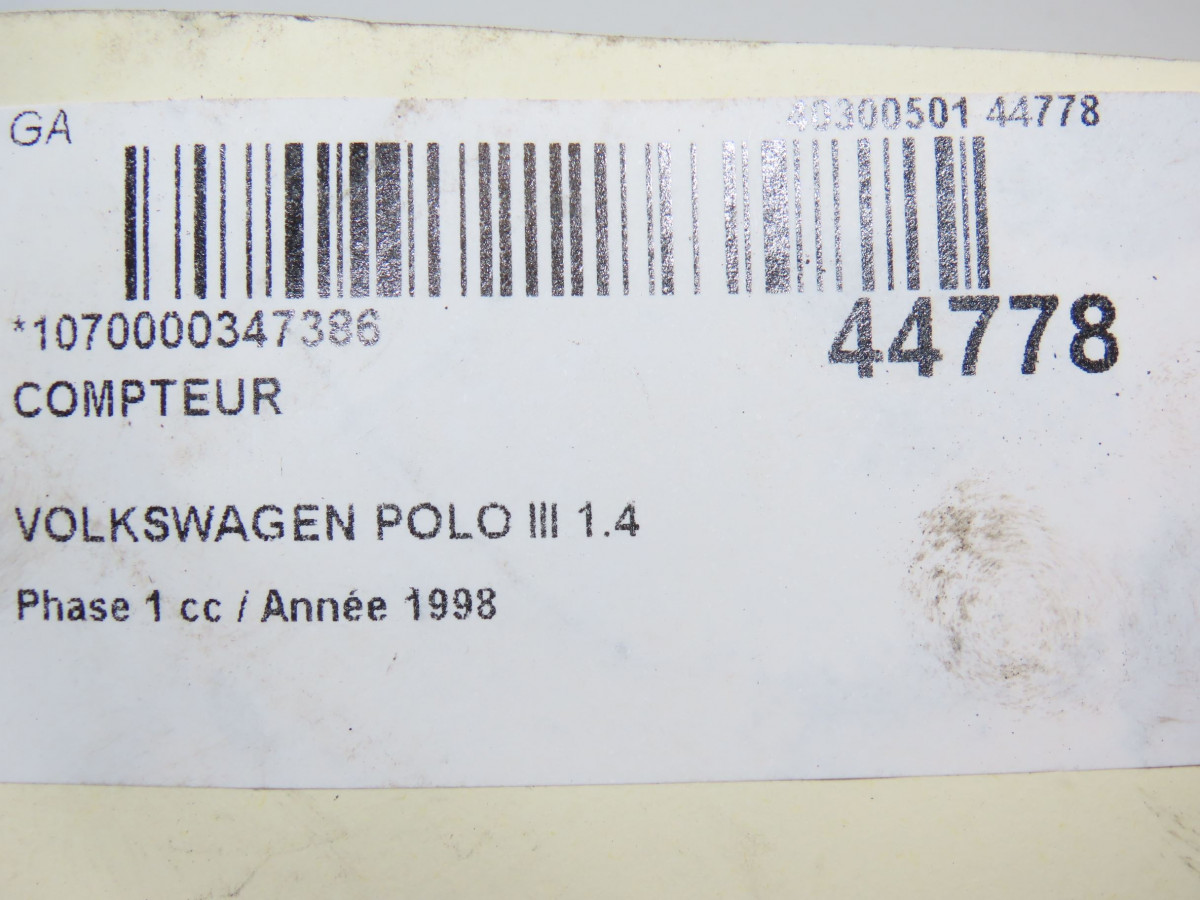 GA
40300501 44778
*1070000347386
44778
COMPTEUR
VOLKSWAGEN POLO III 1.4
Phase 1 cc / Année 1998